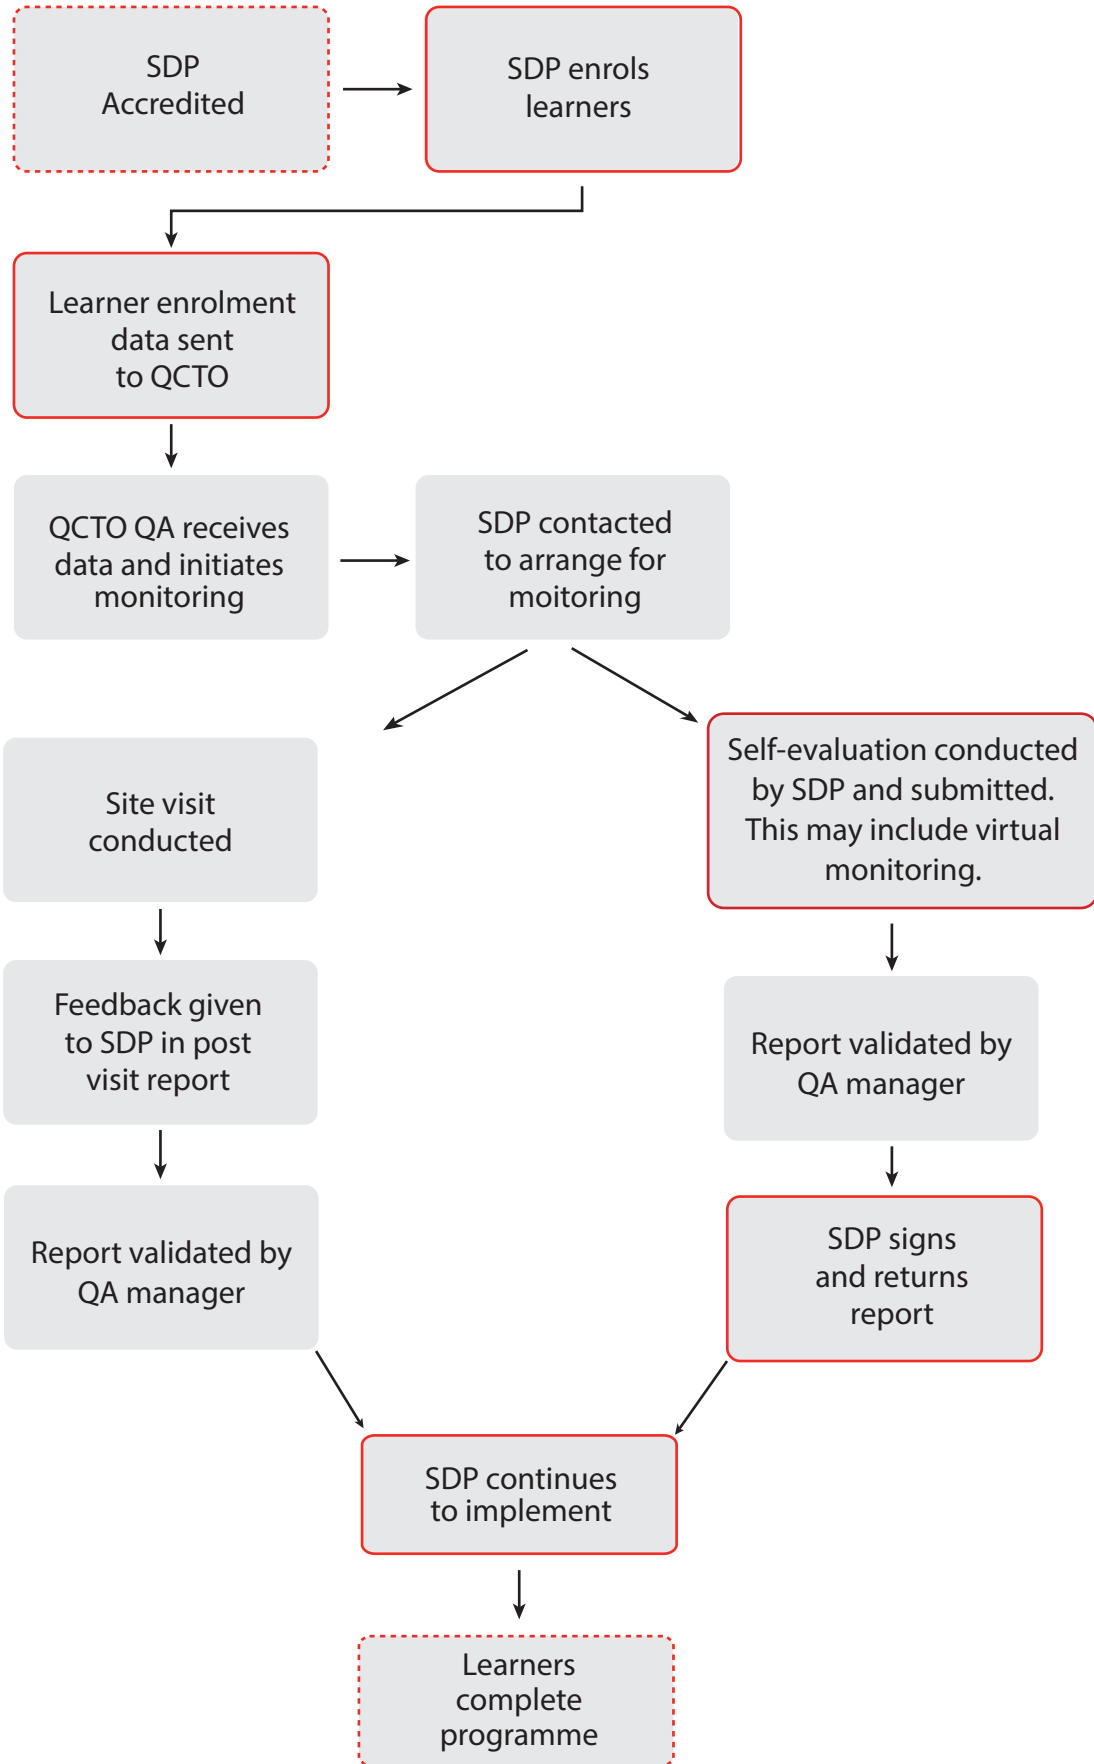 SDP
Accredited
SDP enrols
learners
Learner enrolment
data sent
to QCTO
QCTO QA receives
data and initiates
monitoring
SDP contacted
to arrange for
moitoring
Site visit
conducted
Self-evaluation conducted
by SDP and submitted.
This may include virtual
monitoring.
Feedback given
to SDP in post
visit report
Report validated by
QA manager
Report validated by
QA manager
SDP signs
and returns
report
SDP continues
to implement
Learners
complete
programme